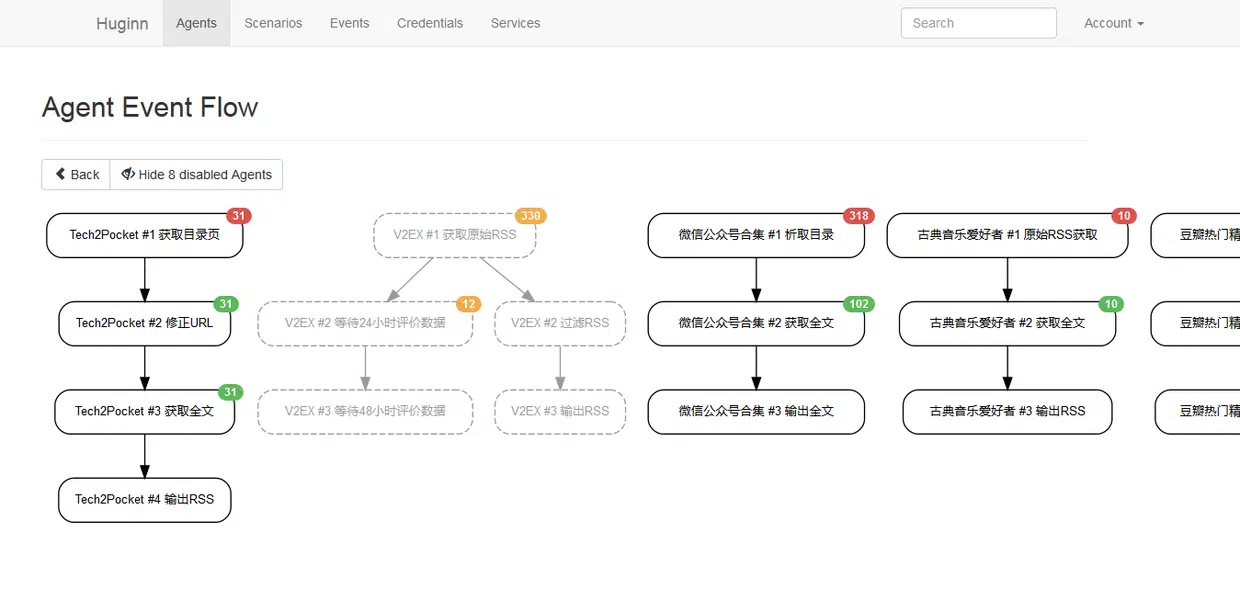 Huginn Agents Scenarios Events Credentials Services Search Account
Agent Event Flow
Back Hide 8 disabled Agents
31 330 318 10
Tech2Pocket #1 获取目录页 V2EX #1 获取原始RSS 微信公众号合集 #1 析取目录 古典音乐爱好者 #1 原始RSS获取 豆瓣热门精
31 12 102 10
Tech2Pocket #2 修正URL V2EX #2 等待24小时评价数据 V2EX #2 过滤RSS 微信公众号合集 #2 获取全文 古典音乐爱好者 #2 获取全文 豆瓣热门精
31
Tech2Pocket #3 获取全文 V2EX #3 等待48小时评价数据 V2EX #3 输出RSS 微信公众号合集 #3 输出全文 古典音乐爱好者 #3 输出RSS 豆瓣热门精
Tech2Pocket #4 输出RSS